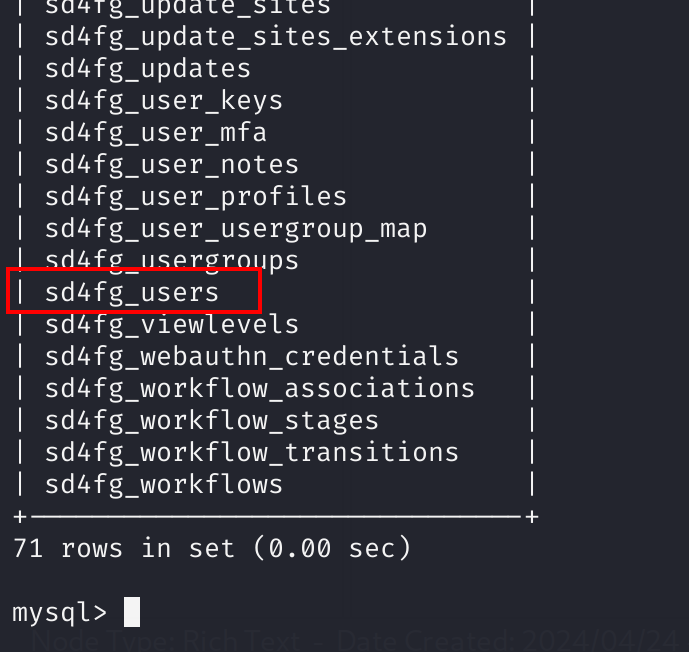 | sd4fg_update_sites |
| sd4fg_update_sites_extensions |
| sd4fg_updates |
| sd4fg_user_keys |
| sd4fg_user_mfa |
| sd4fg_user_notes |
| sd4fg_user_profiles |
| sd4fg_user_usergroup_map |
| sd4fg_usergroups |
| sd4fg_users |
| sd4fg_viewlevels |
| sd4fg_webauthn_credentials |
| sd4fg_workflow_associations |
| sd4fg_workflow_stages |
| sd4fg_workflow_transitions |
| sd4fg_workflows |
+-------------------------------+
71 rows in set (0.00 sec)
mysql>
Node Type: Rich Text - Date Created: 2024/04/24